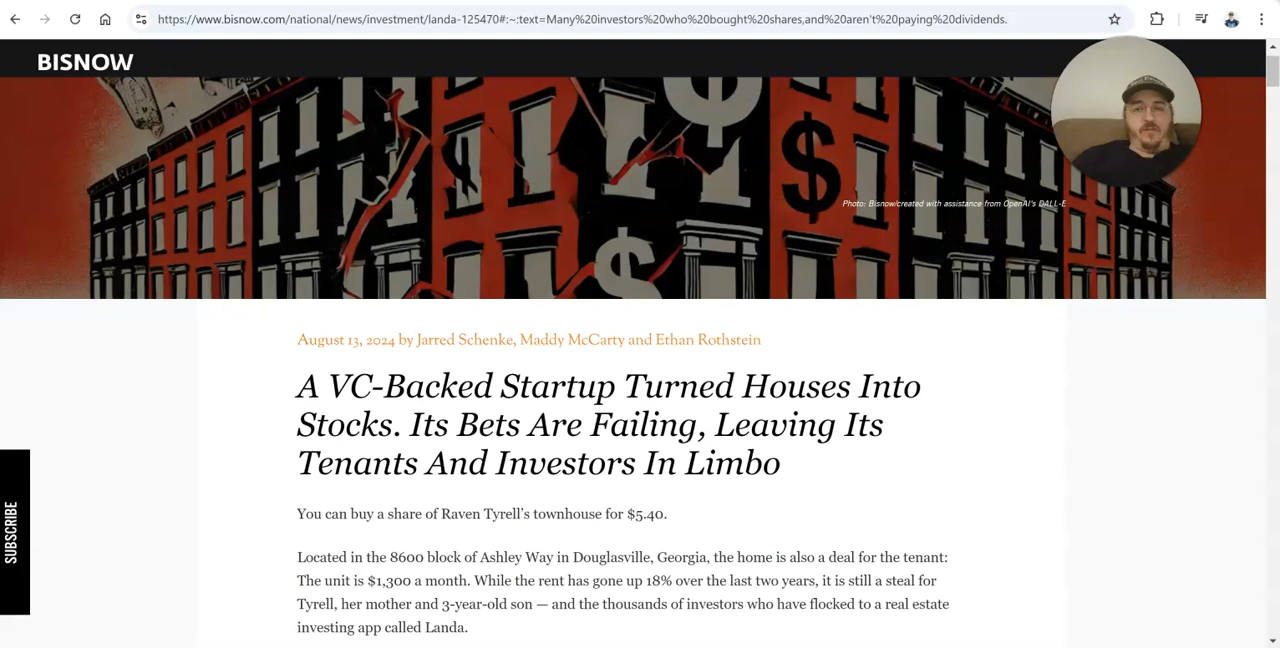 https://www.bisnow.com/national/news/investment/landa-125470#:~:text=Many%20investors%20who%20bought%20shares,and%20aren't%20paying%20dividends.
BISNOW
Photo: Bisnow/created with assistance from OpenAI's DALL-E
August 13, 2024 by Jarred Schenke, Maddy McCarty and Ethan Rothstein
A VC-Backed Startup Turned Houses Into
Stocks. Its Bets Are Failing, Leaving Its
Tenants And Investors In Limbo
You can buy a share of Raven Tyrell's townhouse for $5.40.
Located in the 8600 block of Ashley Way in Douglasville, Georgia, the home is also a deal for the tenant:
The unit is $1,300 a month. While the rent has gone up 18% over the last two years, it is still a steal for
Tyrell, her mother and 3-year-old son — and the thousands of investors who have flocked to a real estate
investing app called Landa.
SUBSCRIBE